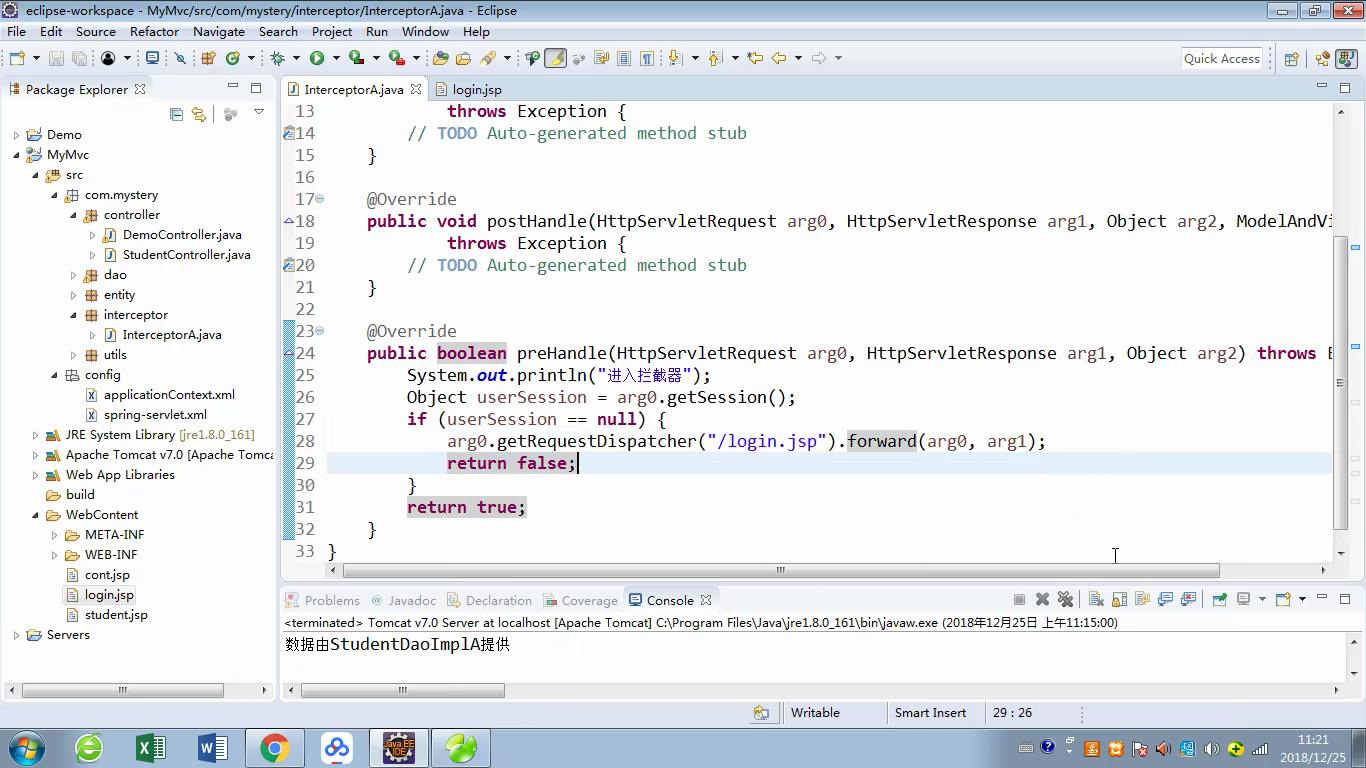 eclipse-workspace - MyMvc/src/com/mystery/interceptor/InterceptorA.java - Eclipse
File Edit Source Refactor Navigate Search Project Run Window Help
Quick Access
Package Explorer
InterceptorA.java login.jsp
Demo
MyMvc
src
com.mystery
controller
DemoController.java
StudentController.java
dao
entity
interceptor
InterceptorA.java
utils
config
applicationContext.xml
spring-servlet.xml
JRE System Library [jre1.8.0_161]
Apache Tomcat v7.0 [Apache Tomc
Web App Libraries
build
WebContent
META-INF
WEB-INF
cont.jsp
login.jsp
student.jsp
Servers
13 throws Exception {
14 // TODO Auto-generated method stub
15 }
16
17 @Override
18 public void postHandle(HttpServletRequest arg0, HttpServletResponse arg1, Object arg2, ModelAndVi
19 throws Exception {
20 // TODO Auto-generated method stub
21 }
22
23 @Override
24 public boolean preHandle(HttpServletRequest arg0, HttpServletResponse arg1, Object arg2) throws E
25 System.out.println("进入拦截器");
26 Object userSession = arg0.getSession();
27 if (userSession == null) {
28 arg0.getRequestDispatcher("/login.jsp").forward(arg0, arg1);
29 return false;
30 }
31 return true;
32 }
33 }
Problems @ Javadoc Declaration Coverage Console
<terminated> Tomcat v7.0 Server at localhost [Apache Tomcat] C:\Program Files\Java\jre1.8.0_161\bin\javaw.exe (2018年12月25日 上午11:15:00)
数据由StudentDaoImplA提供
Writable Smart Insert 29 : 26
Java EE
IDE
11:21
2018/12/25